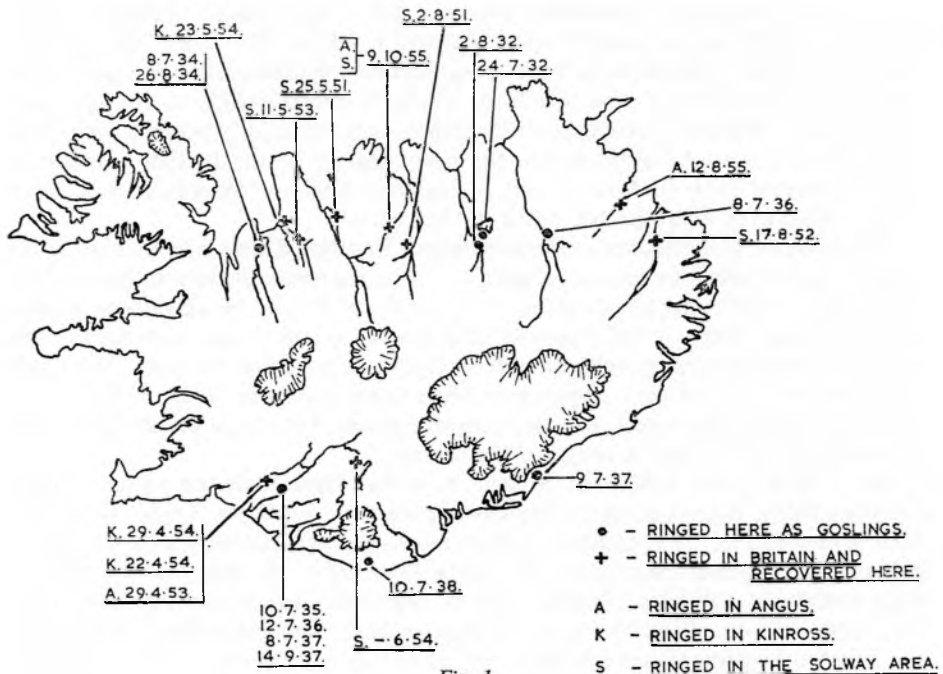 S.2·8·51.
K. 23·5·54.
2·8·32.
A.
S.
9.10·55.
8·7·34.
26·8·34.
24·7·32.
S.25.5.51.
S.11·5·53.
A.12·8·55.
8·7·36.
S.17·8·52.
9·7·37.
K. 29·4·54.
K. 22·4·54.
A. 29·4·53.
10·7·38.
10·7·35.
12·7·36.
8·7·37
14·9·37.
S.—·6·54.
● – RINGED HERE AS GOSLINGS.
+ – RINGED IN BRITAIN AND
RECOVERED HERE.
A – RINGED IN ANGUS.
K – RINGED IN KINROSS.
S – RINGED IN THE SOLWAY AREA.